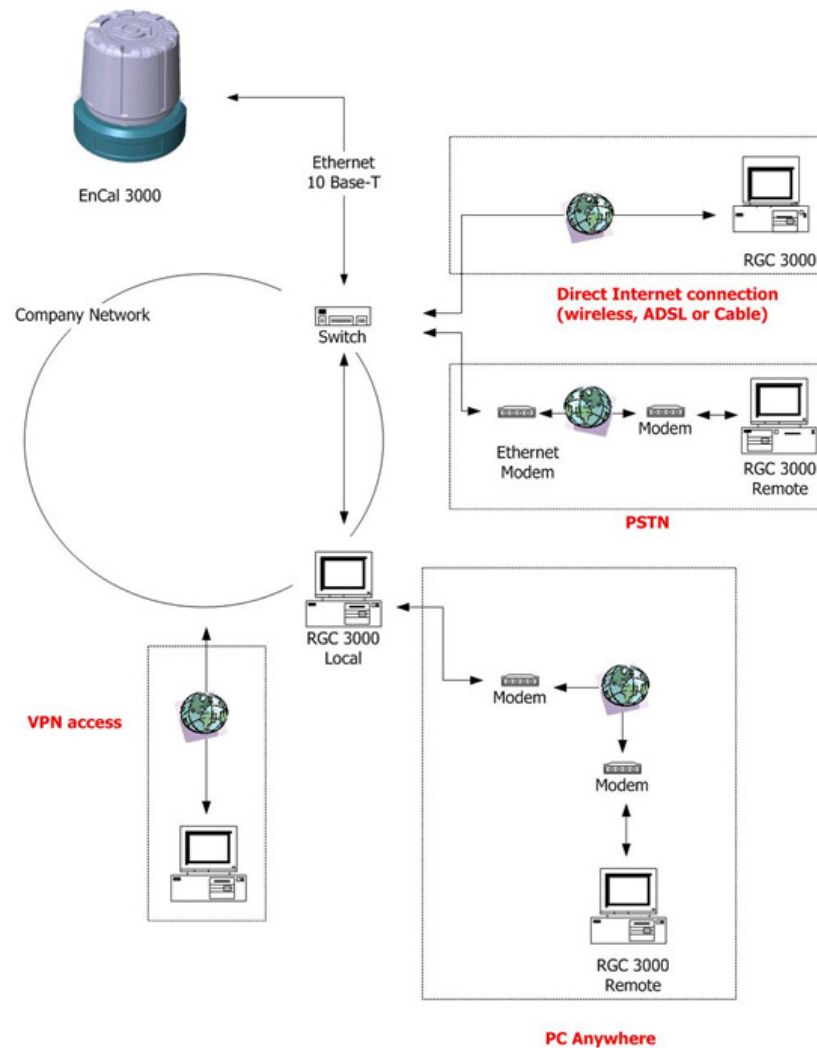 EnCal 3000
Ethernet
10 Base-T
RGC 3000
Direct Internet connection
(wireless, ADSL or Cable)
Company Network
Switch
Ethernet
Modem
Modem
RGC 3000
Remote
PSTN
RGC 3000
Local
VPN access
Modem
Modem
RGC 3000
Remote
PC Anywhere